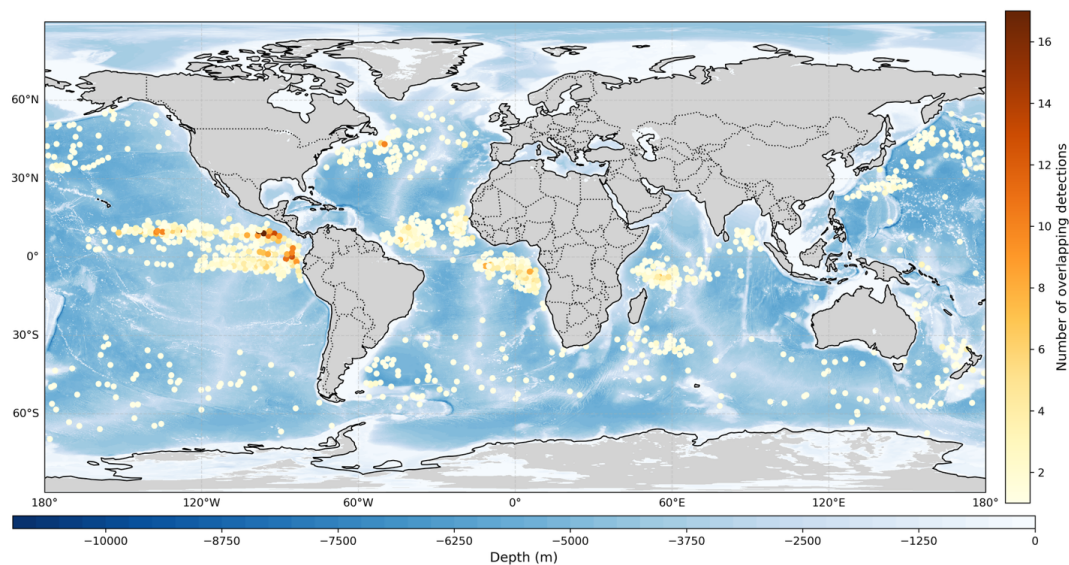 60°N
30°N
0°
30°S
60°S
180°
120°W
60°W
0°
60°E
120°E
180°
16
14
12
10
8
6
4
2
Number of overlapping detections
−10000
−8750
−7500
−6250
−5000
−3750
−2500
−1250
0
Depth (m)